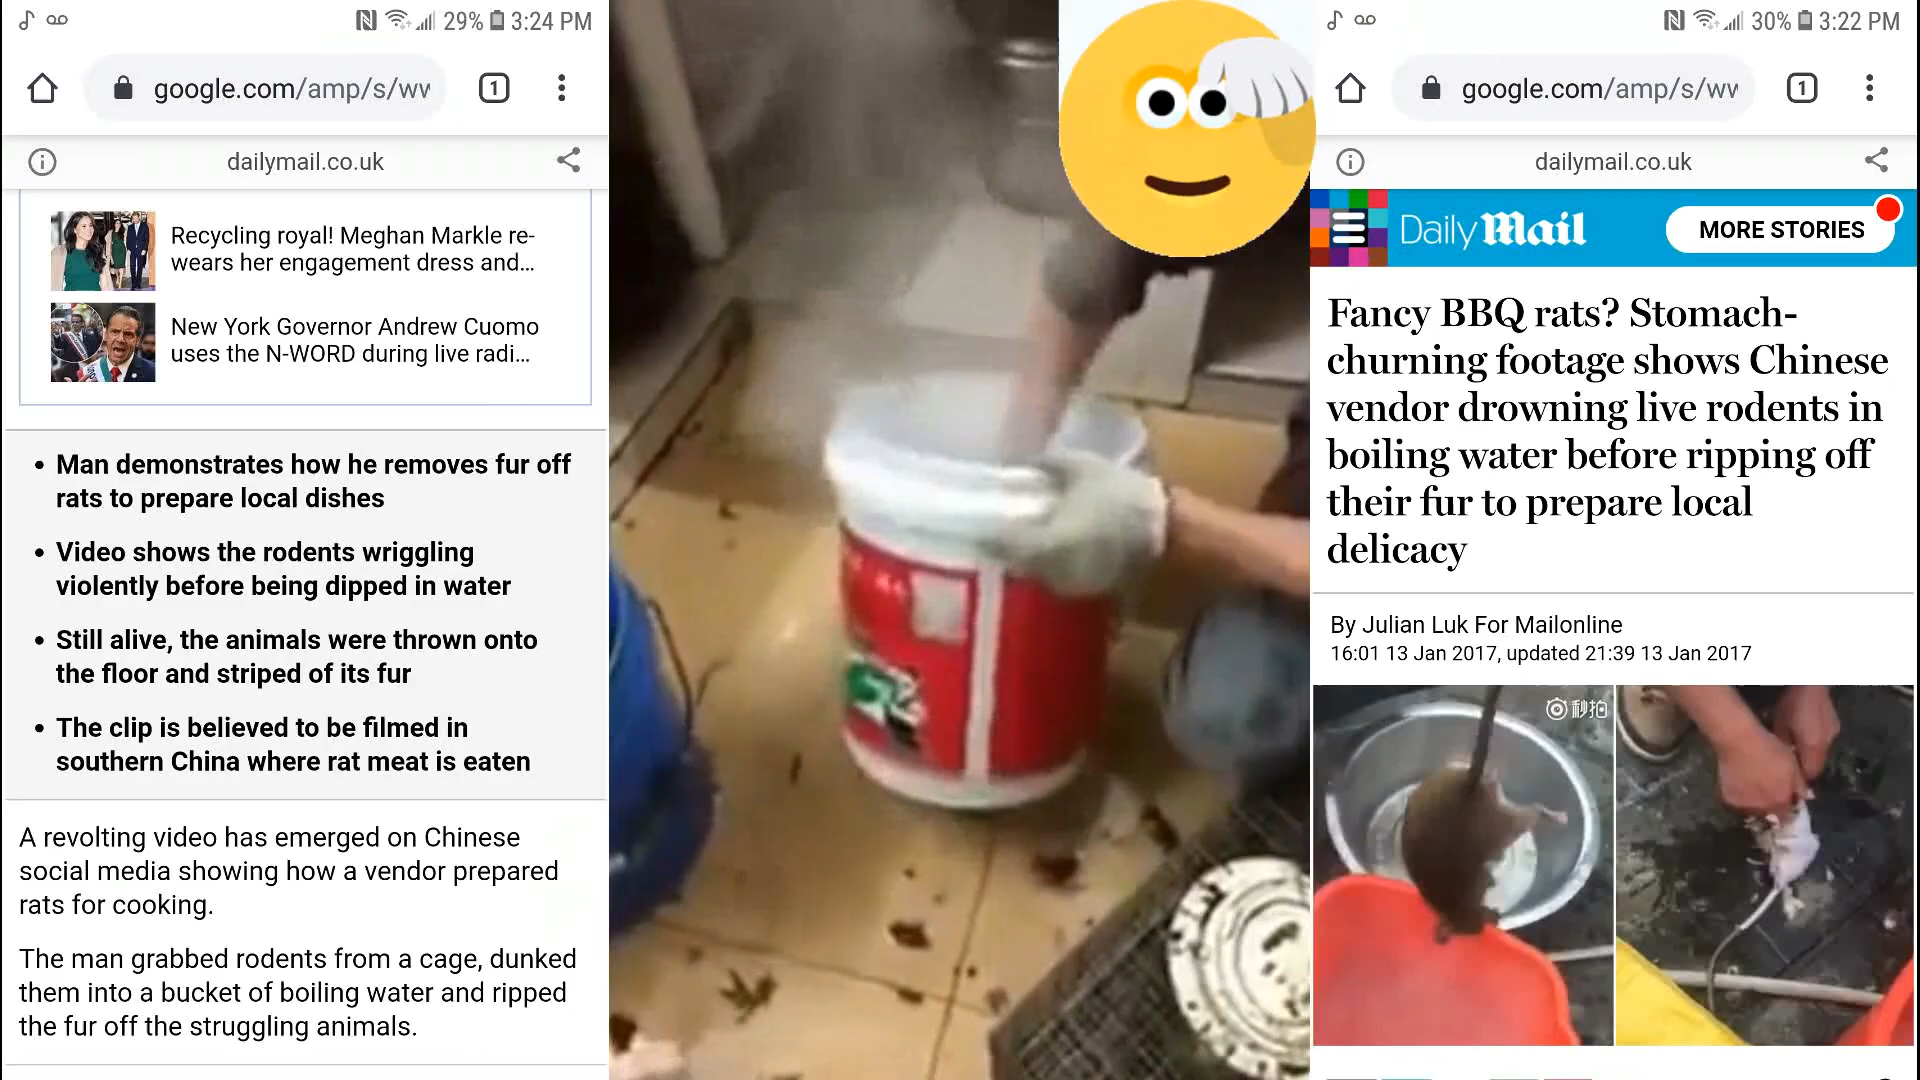 29% 3:24 PM
google.com/amp/s/wv
1
dailymail.co.uk
Recycling royal! Meghan Markle re-
wears her engagement dress and...
New York Governor Andrew Cuomo
uses the N-WORD during live radi...
• Man demonstrates how he removes fur off
rats to prepare local dishes
• Video shows the rodents wriggling
violently before being dipped in water
• Still alive, the animals were thrown onto
the floor and striped of its fur
• The clip is believed to be filmed in
southern China where rat meat is eaten
A revolting video has emerged on Chinese
social media showing how a vendor prepared
rats for cooking.
The man grabbed rodents from a cage, dunked
them into a bucket of boiling water and ripped
the fur off the struggling animals.
30% 3:22 PM
google.com/amp/s/wv
1
dailymail.co.uk
Daily Mail
MORE STORIES
Fancy BBQ rats? Stomach-
churning footage shows Chinese
vendor drowning live rodents in
boiling water before ripping off
their fur to prepare local
delicacy
By Julian Luk For Mailonline
16:01 13 Jan 2017, updated 21:39 13 Jan 2017
秒拍